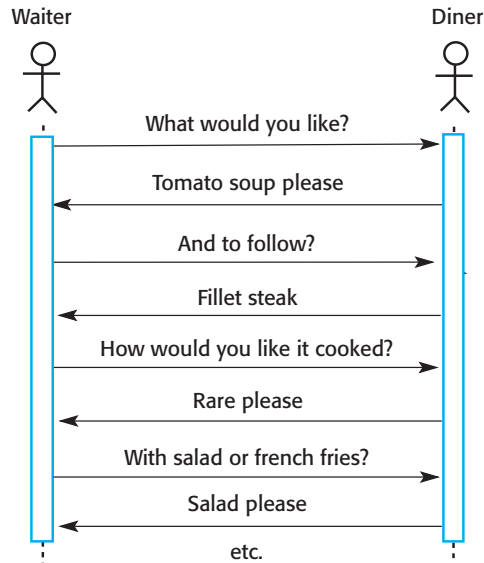 Waiter Diner
What would you like?
Tomato soup please
And to follow?
Fillet steak
How would you like it cooked?
Rare please
With salad or french fries?
Salad please
etc.